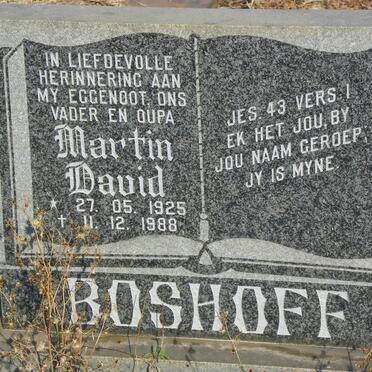 IN LIEFDEVOLLE
HERINNERING AAN
MY EGGENOOT, ONS
VADER EN OUPA
Martin
David
* 27. 05. 1925
† 11. 12. 1988
JES. 43 VERS. 1
EK HET JOU, BY
JOU NAAM GEROEP,
JY IS MYNE.
BOSHOFF